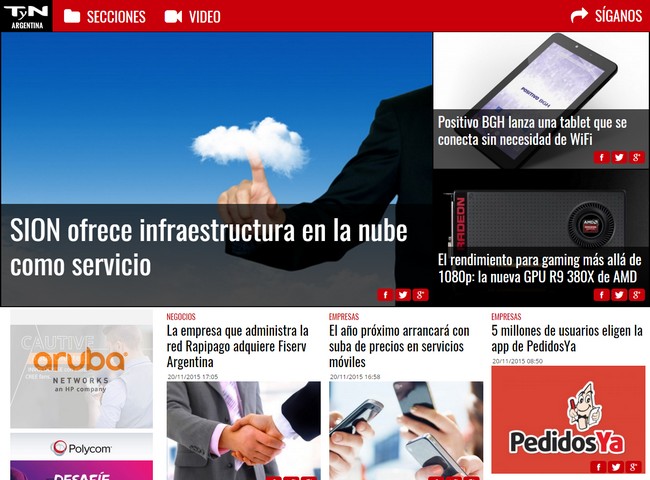 TyN
ARGENTINA
SECCIONES
VIDEO
SÍGANOS
SION ofrece infraestructura en la nube
como servicio
POSITIVO BGH
Positivo BGH lanza una tablet que se
conecta sin necesidad de WiFi
RADEON
AMD
El rendimiento para gaming más allá de
1080p: la nueva GPU R9 380X de AMD
CAUTIVE
aruba
NETWORKS
an HP company
Polycom
DESAFÍE
NEGOCIOS
La empresa que administra la
red Rapipago adquiere Fiserv
Argentina
20/11/2015 17:05
EMPRESAS
El año próximo arrancará con
suba de precios en servicios
móviles
20/11/2015 16:58
EMPRESAS
5 millones de usuarios eligen la
app de PedidosYa
20/11/2015 08:50
PedidosYa